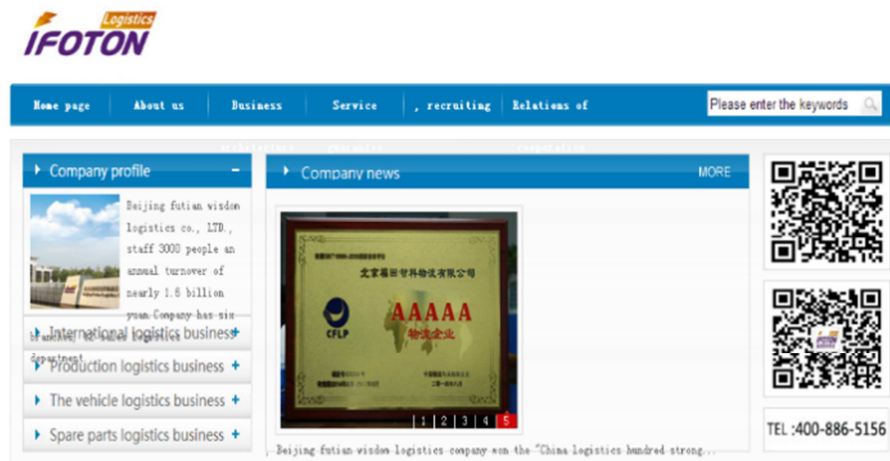 Logistics
IFOTON
Home page About us Business Service , recruiting Relations of
Please enter the keywords
architecture guarantee cooperation
Company profile
Beijing futian wisdom
logistics co., LTD.,
staff 3000 people an
annual turnover of
nearly 1.6 billion
yuan.Company has six
department
International logistics business
Production logistics business
The vehicle logistics business
Spare parts logistics business
Company news MORE
北京福田智科物流有限公司
AAAAA
物流企业
CFLP
1 2 3 4 5
, Beijing futian wisdom logistics company won the "China logistics hundred strong...
IFOTON
TEL :400-886-5156